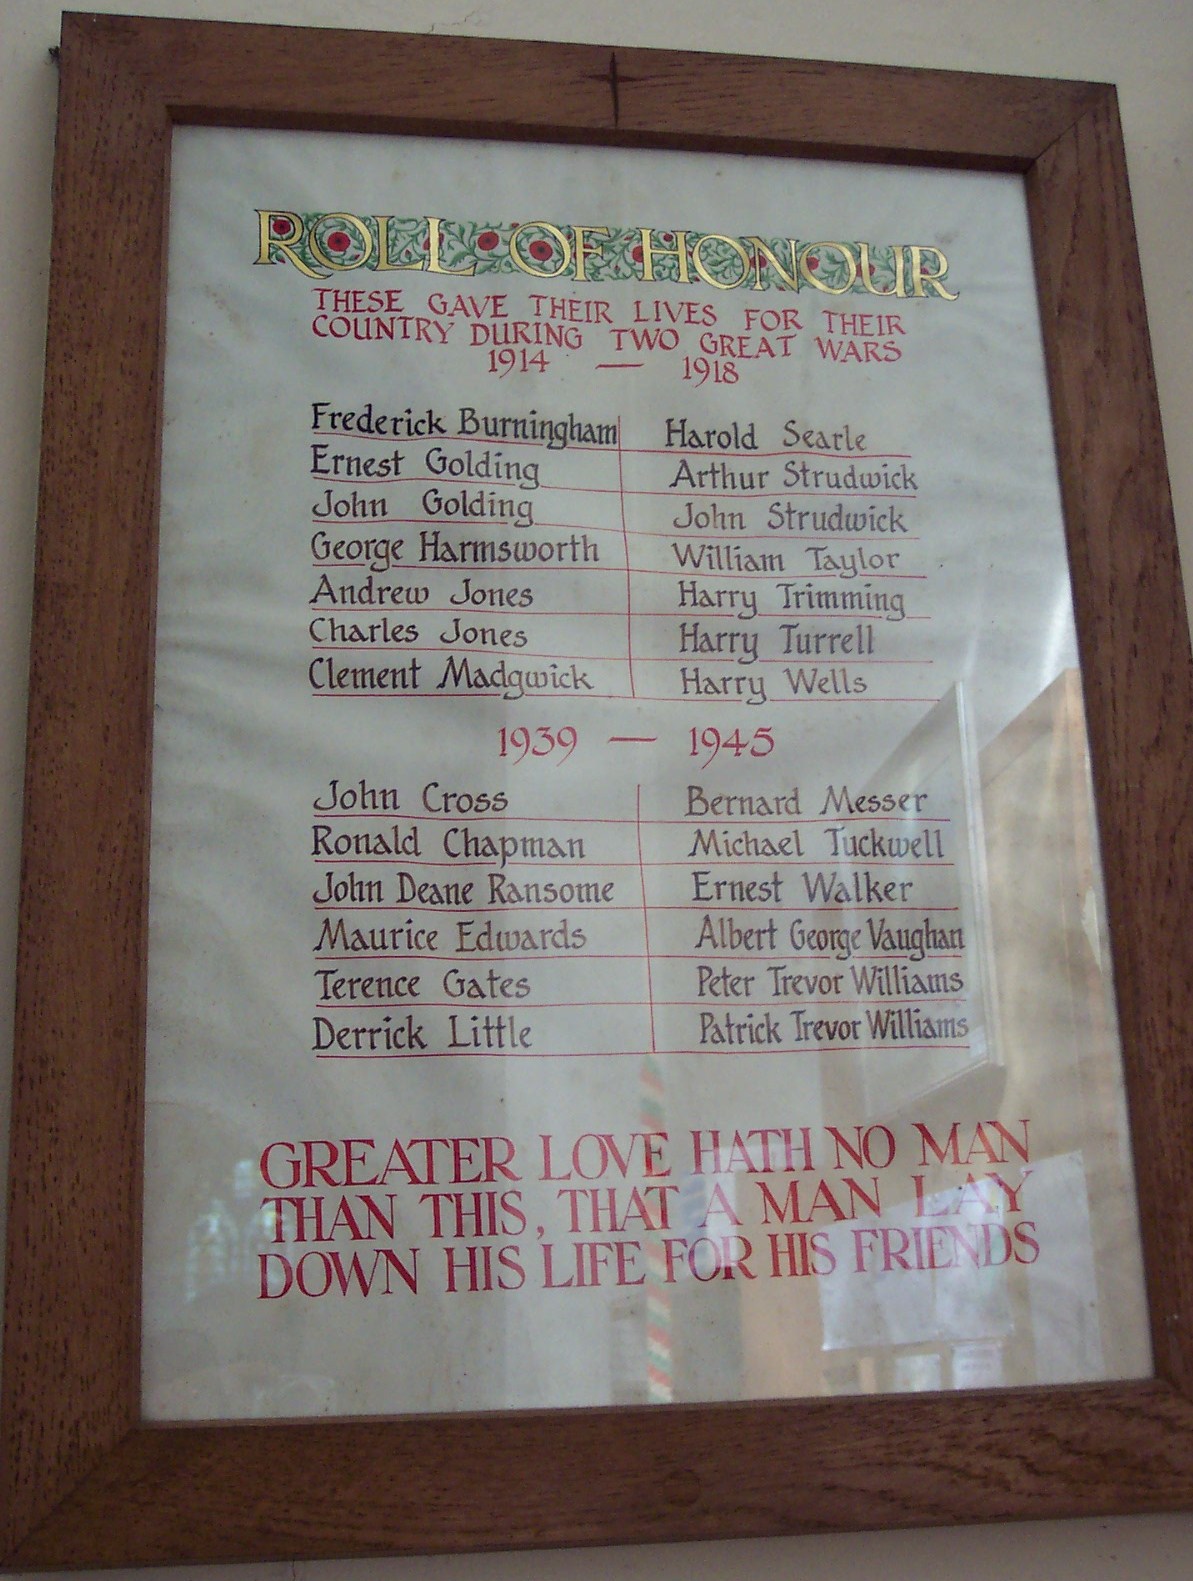 ROLL OF HONOUR
THESE GAVE THEIR LIVES FOR THEIR
COUNTRY DURING TWO GREAT WARS
1914 — 1918
Frederick Burningham Harold Searle
Ernest Golding Arthur Strudwick
John Golding John Strudwick
George Harmsworth William Taylor
Andrew Jones Harry Trimming
Charles Jones Harry Turrell
Clement Madgwick Harry Wells
1939 — 1945
John Cross Bernard Messer
Ronald Chapman Michael Tuckwell
John Deane Ransome Ernest Walker
Maurice Edwards Albert George Vaughan
Terence Gates Peter Trevor Williams
Derrick Little Patrick Trevor Williams
GREATER LOVE HATH NO MAN
THAN THIS, THAT A MAN LAY
DOWN HIS LIFE FOR HIS FRIENDS